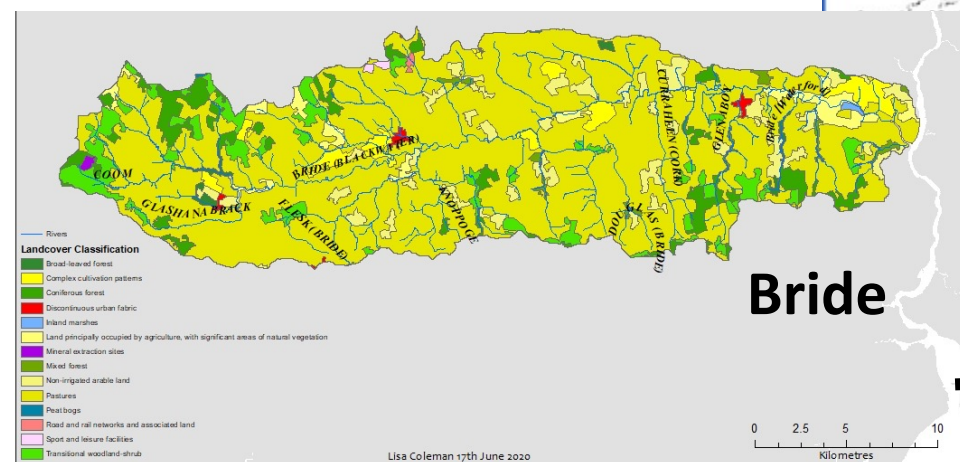 CURRAHEEN (CORK)
GLENABOY
Bride (Waterford)
BRIDE (BLACKWATER)
COOM
GLASHANABRACK
FLESK (BRIDE)
KNOPPOGE
DOUGLAS (BRIDE)
Rivers
Landcover Classification
Broad-leaved forest
Complex cultivation patterns
Coniferous forest
Discontinuous urban fabric
Inland marshes
Land principally occupied by agriculture, with significant areas of natural vegetation
Mineral extraction sites
Mixed forest
Non-irrigated arable land
Pastures
Peat bogs
Road and rail networks and associated land
Sport and leisure facilities
Transitional woodland-shrub
Bride
0 2.5 5 10
Kilometres
Lisa Coleman 17th June 2020